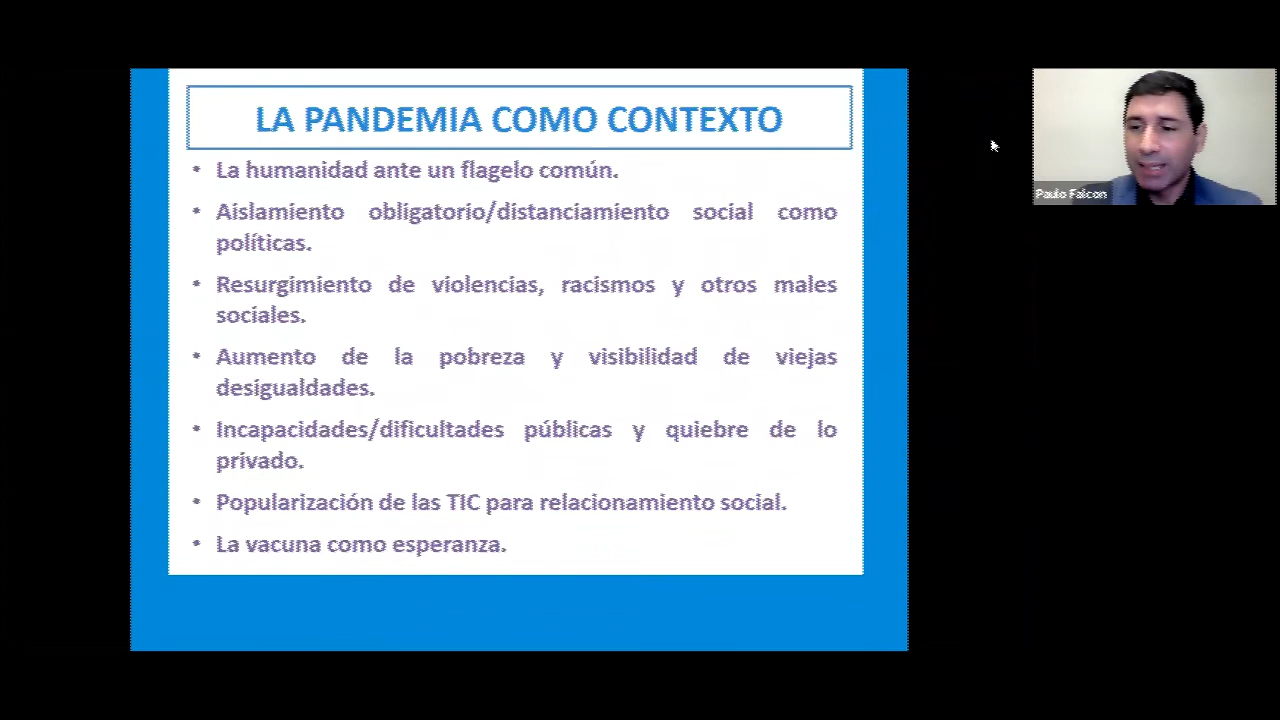 LA PANDEMIA COMO CONTEXTO
• La humanidad ante un flagelo común.
• Aislamiento obligatorio/distanciamiento social como
políticas.
• Resurgimiento de violencias, racismos y otros males
sociales.
• Aumento de la pobreza y visibilidad de viejas
desigualdades.
• Incapacidades/dificultades públicas y quiebre de lo
privado.
• Popularización de las TIC para relacionamiento social.
• La vacuna como esperanza.
Paulo Falcon